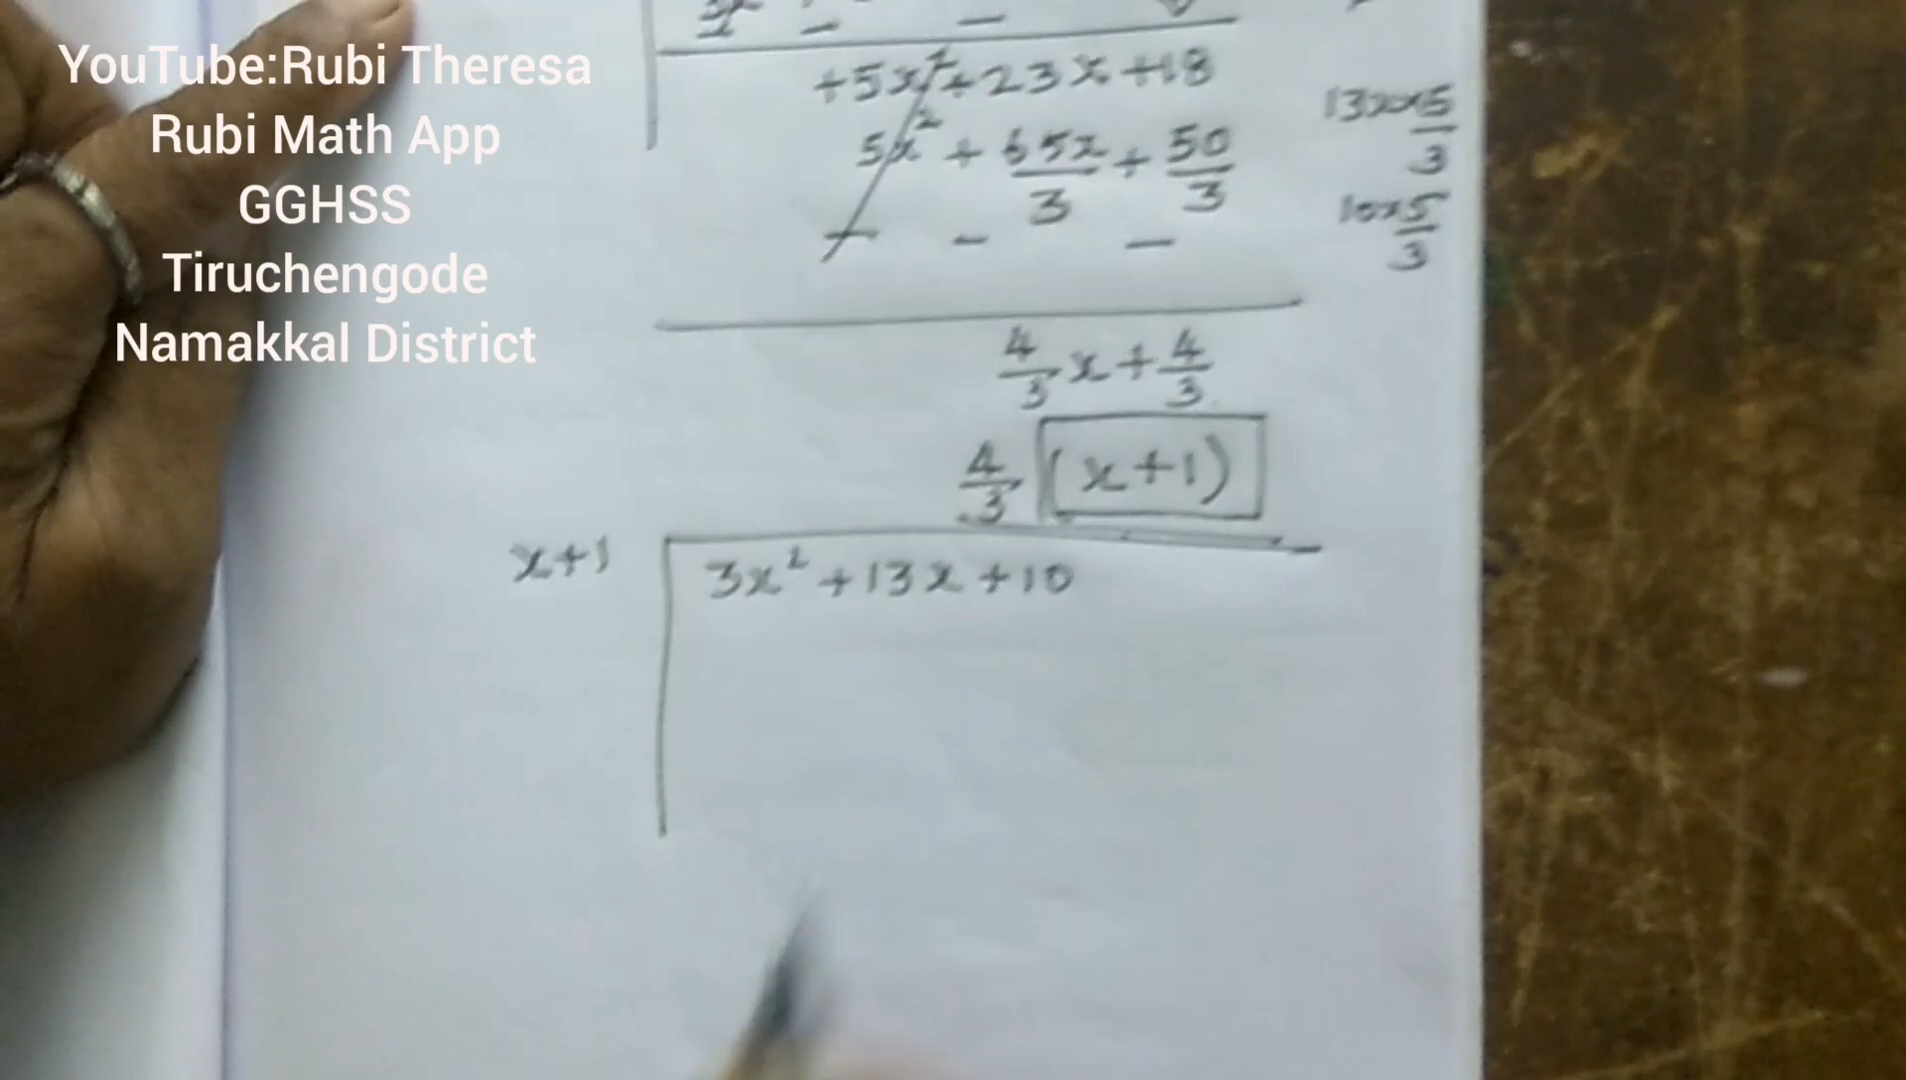 YouTube:Rubi Theresa
Rubi Math App
GGHSS
Tiruchengode
Namakkal District
- -
+5x²+23x+18
5x² + 65x/3 + 50/3
- - -
13x×5/3
10×5/3
4/3 x + 4/3
4/3 (x+1)
x+1
3x² +13x+10